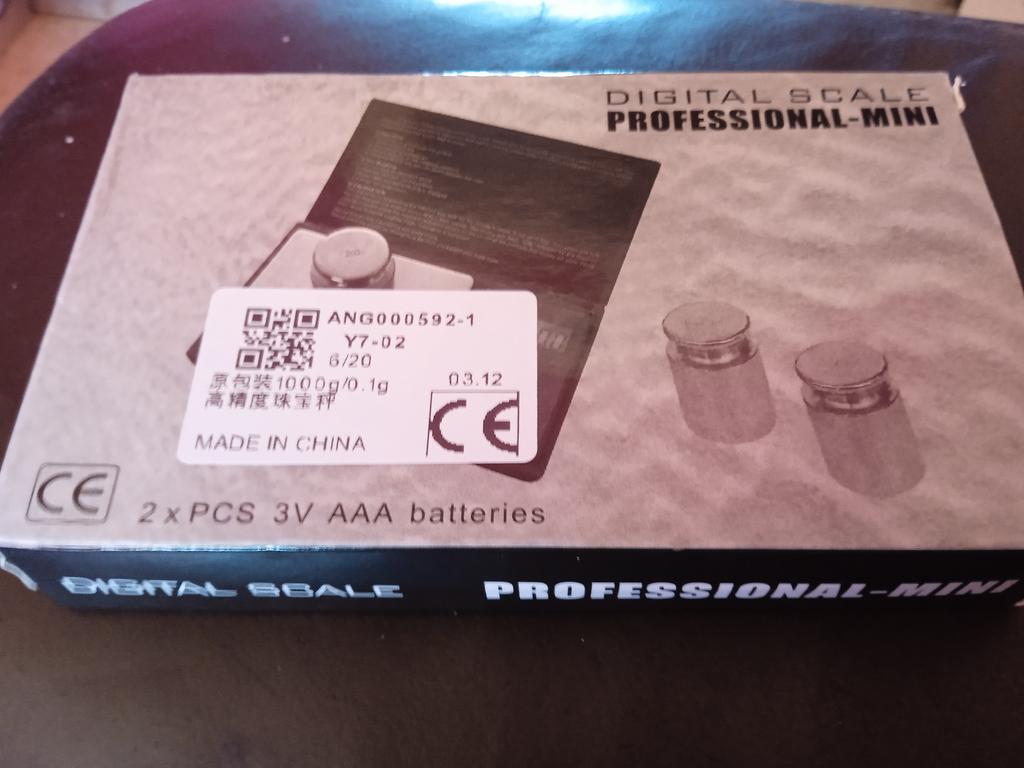 DIGITAL SCALE
PROFESSIONAL-MINI
200
ANG000592-1
Y7-02
6/20
原包装1000g/0.1g
高精度珠宝秤
03.12
CE
MADE IN CHINA
CE
2 x PCS 3V AAA batteries
DIGITAL SCALE PROFESSIONAL-MINI